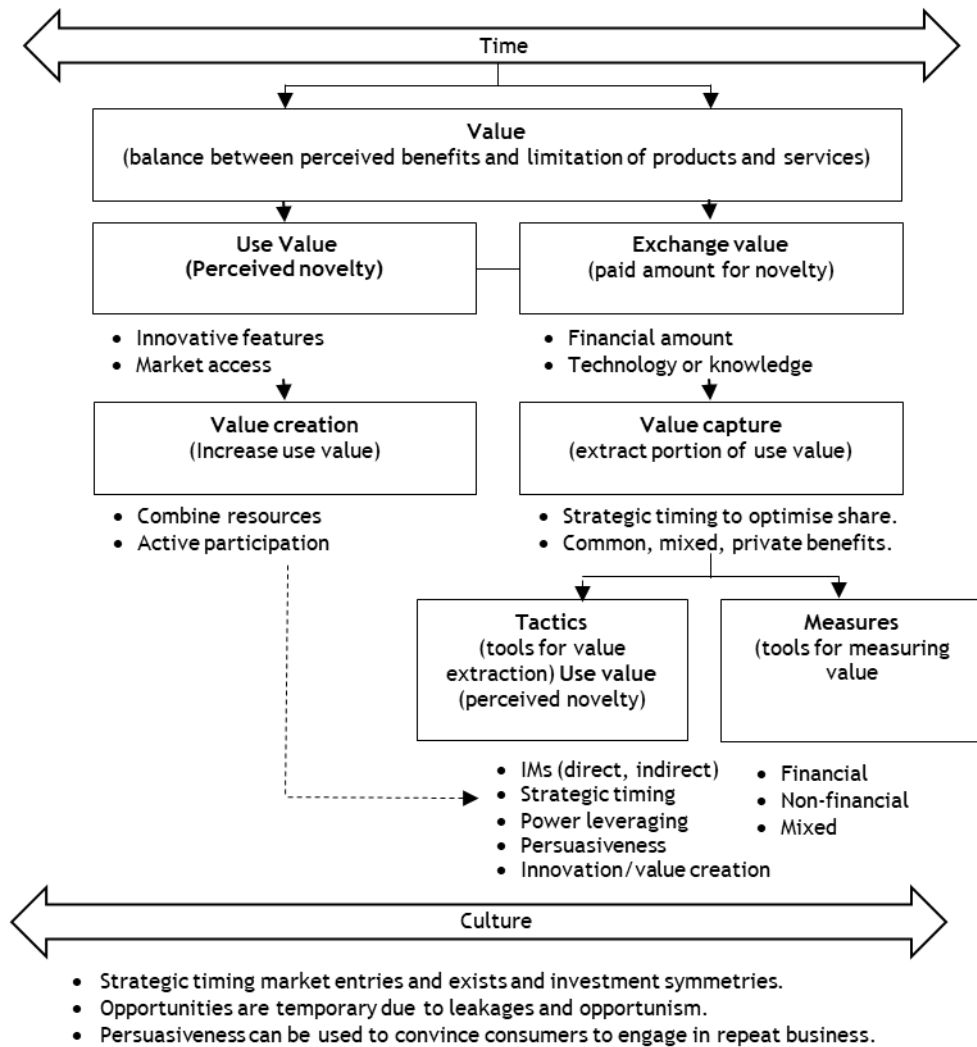 Time
Value
(balance between perceived benefits and limitation of products and services)
Use Value
(Perceived novelty)
Exchange value
(paid amount for novelty)
• Innovative features
• Market access
• Financial amount
• Technology or knowledge
Value creation
(Increase use value)
Value capture
(extract portion of use value)
• Combine resources
• Active participation
• Strategic timing to optimise share.
• Common, mixed, private benefits.
Tactics
(tools for value
extraction) Use value
(perceived novelty)
Measures
(tools for measuring
value
• IMs (direct, indirect)
• Strategic timing
• Power leveraging
• Persuasiveness
• Innovation/value creation
• Financial
• Non-financial
• Mixed
Culture
• Strategic timing market entries and exists and investment symmetries.
• Opportunities are temporary due to leakages and opportunism.
• Persuasiveness can be used to convince consumers to engage in repeat business.